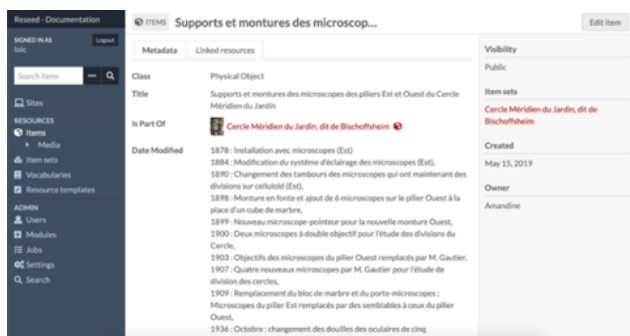 Reseed - Documentation
SIGNED IN AS
loic
Logout
Search items
Sites
RESOURCES
Items
Media
Item sets
Vocabularies
Resource templates
ADMIN
Users
Modules
Jobs
Settings
Search
ITEMS Supports et montures des microscop...
Edit item
Metadata
Linked resources
Class
Physical Object
Title
Supports et montures des microscopes des piliers Est et Ouest du Cercle
Méridien du Jardin
Is Part Of
Cercle Méridien du Jardin, dit de Bischoffsheim
Date Modified
1878 : Installation avec microscopes (Est)
1884 : Modification du système d'éclairage des microscopes (Est),
1890 : Changement des tambours des microscopes qui ont maintenant des
divisions sur celluloïd (Est),
1898 : Monture en fonte et ajout de 6 microscopes sur le pilier Ouest à la
place d'un cube de marbre,
1899 : Nouveau microscope-pointeur pour la nouvelle monture Ouest,
1900 : Deux microscopes à double objectif pour l'étude des divisions du
Cercle,
1903 : Objectifs des microscopes du pilier Ouest remplacés par M. Gautier,
1907 : Quatre nouveaux microscopes par M. Gautier pour l'étude de
division des cercles,
1909 : Remplacement du bloc de marbre et du porte-microscopes ;
Microscopes du pilier Est remplacés par des semblables à ceux du pilier
Ouest,
1936 : Octobre : changement des douilles des oculaires de cinq
Visibility
Public
Item sets
Cercle Méridien du Jardin, dit de
Bischoffsheim
Created
May 15, 2019
Owner
Amandine